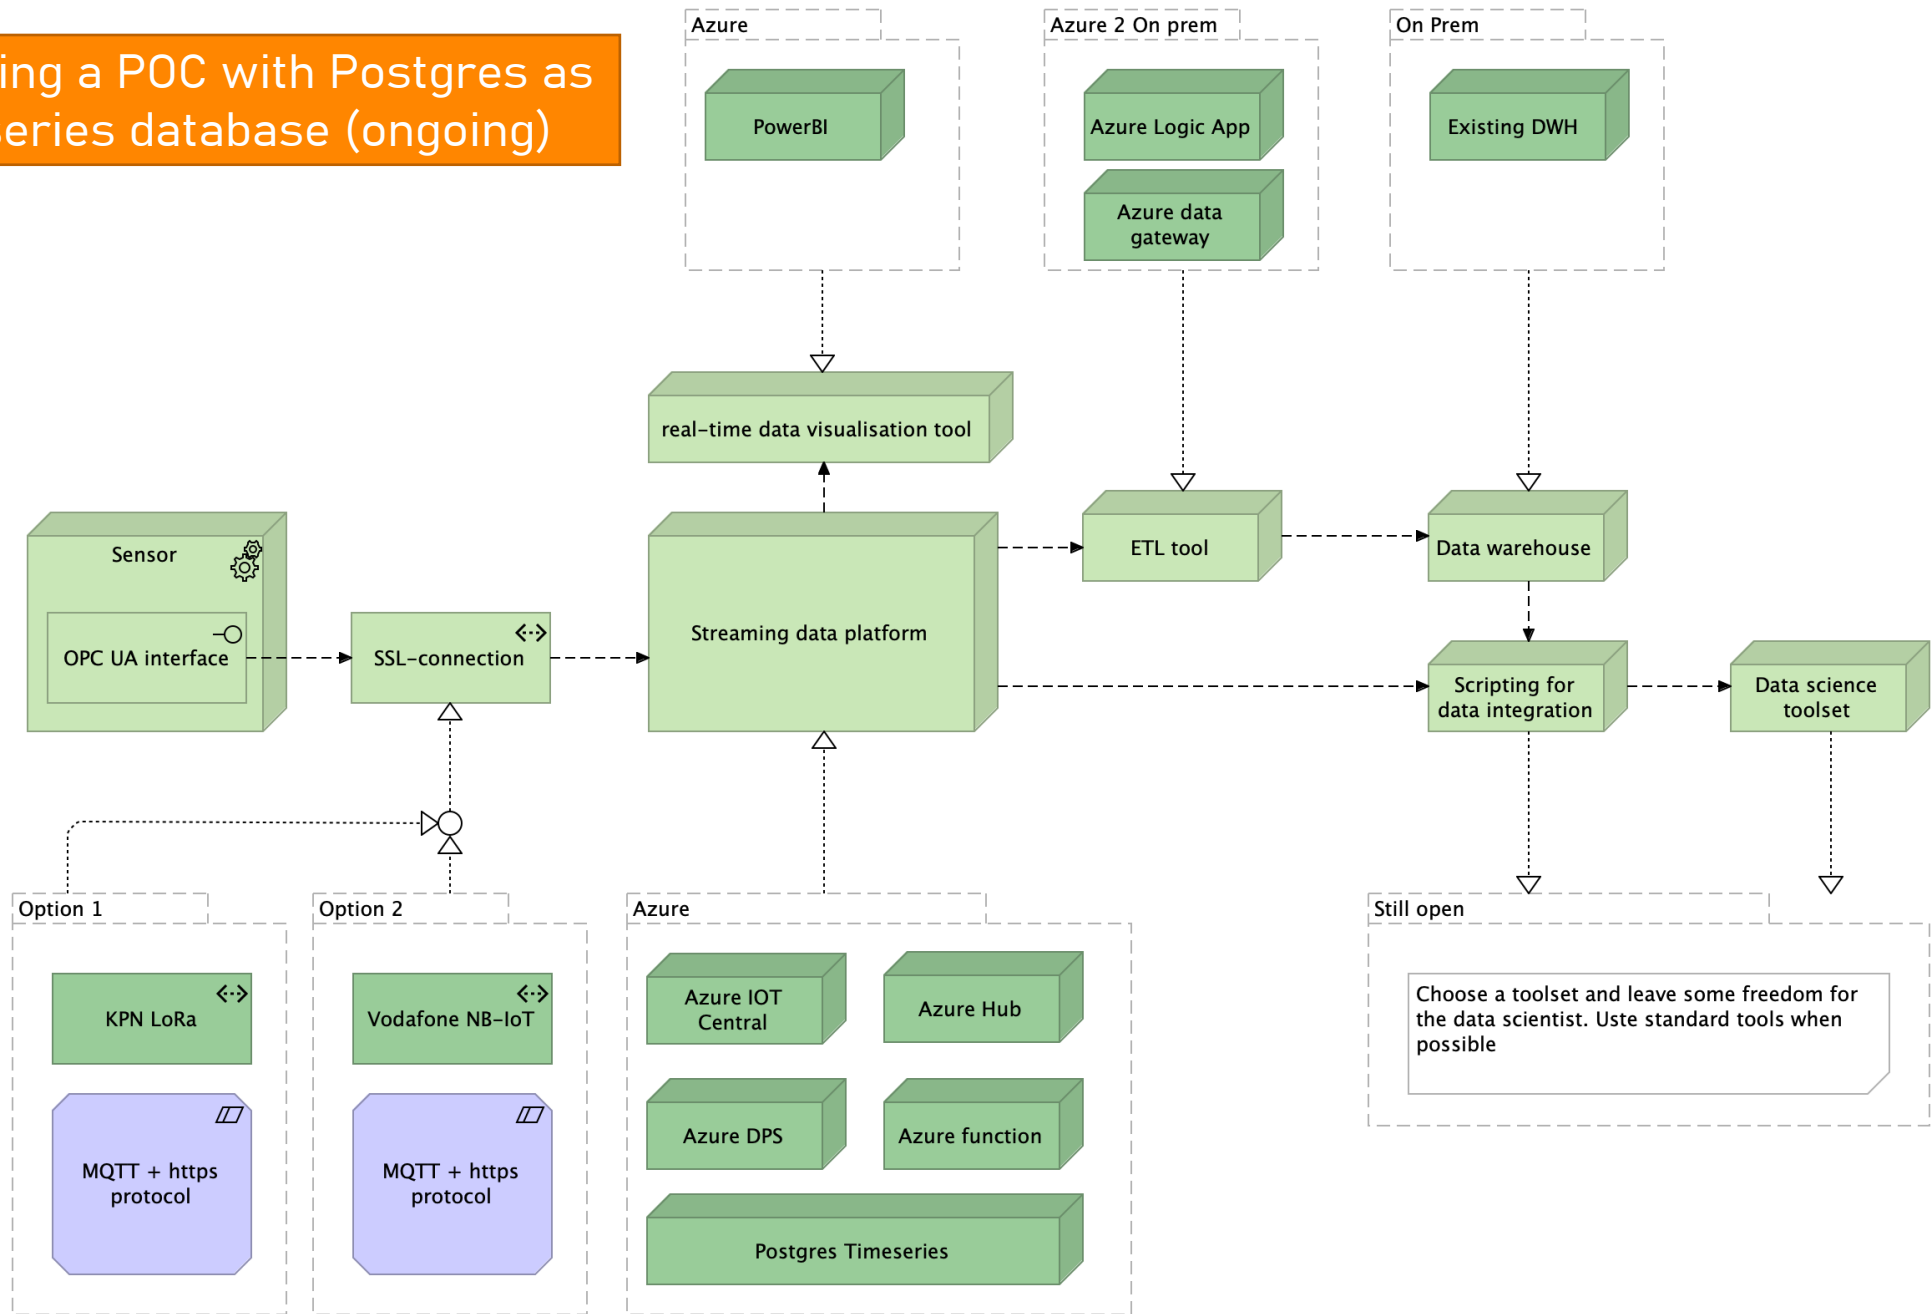 ing a POC with Postgres as
series database (ongoing)
Azure
PowerBI
Azure 2 On prem
Azure Logic App
Azure data
gateway
On Prem
Existing DWH
real-time data visualisation tool
Sensor
OPC UA interface
SSL-connection
Streaming data platform
ETL tool
Data warehouse
Scripting for
data integration
Data science
toolset
Option 1
KPN LoRa
MQTT + https
protocol
Option 2
Vodafone NB-IoT
MQTT + https
protocol
Azure
Azure IOT
Central
Azure Hub
Azure DPS
Azure function
Postgres Timeseries
Still open
Choose a toolset and leave some freedom for
the data scientist. Uste standard tools when
possible